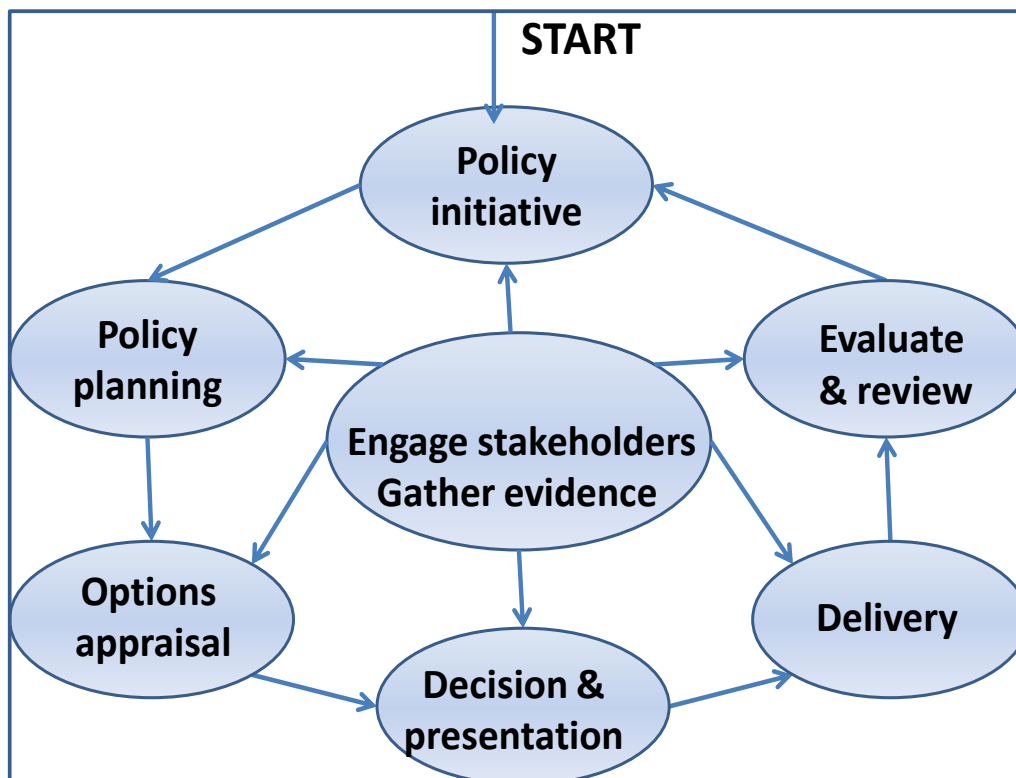 START
Policy
initiative
Policy
planning
Evaluate
& review
Engage stakeholders
Gather evidence
Options
appraisal
Delivery
Decision &
presentation